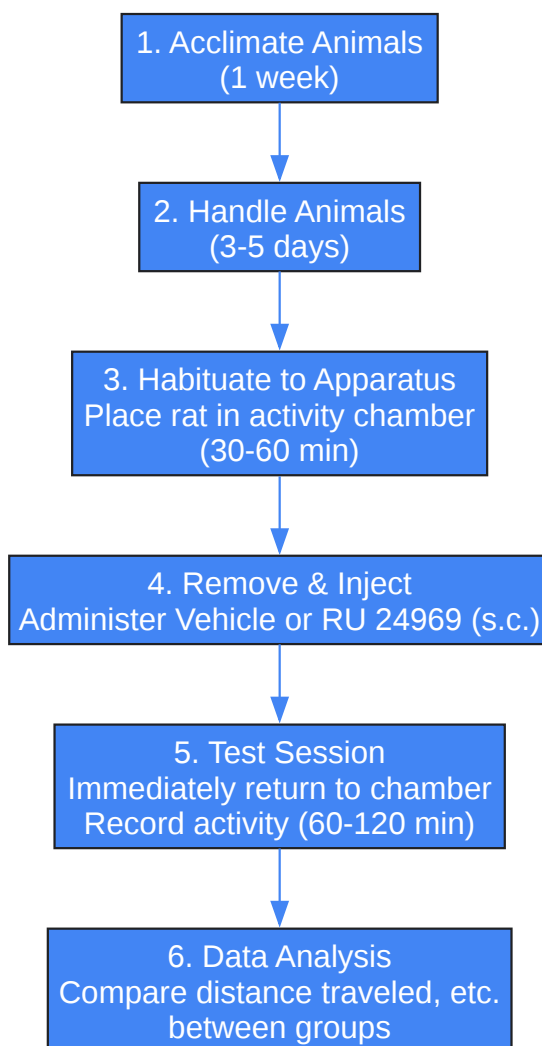 1. Acclimate Animals
(1 week)
2. Handle Animals
(3-5 days)
3. Habituate to Apparatus
Place rat in activity chamber
(30-60 min)
4. Remove & Inject
Administer Vehicle or RU 24969 (s.c.)
5. Test Session
Immediately return to chamber
Record activity (60-120 min)
6. Data Analysis
Compare distance traveled, etc.
between groups